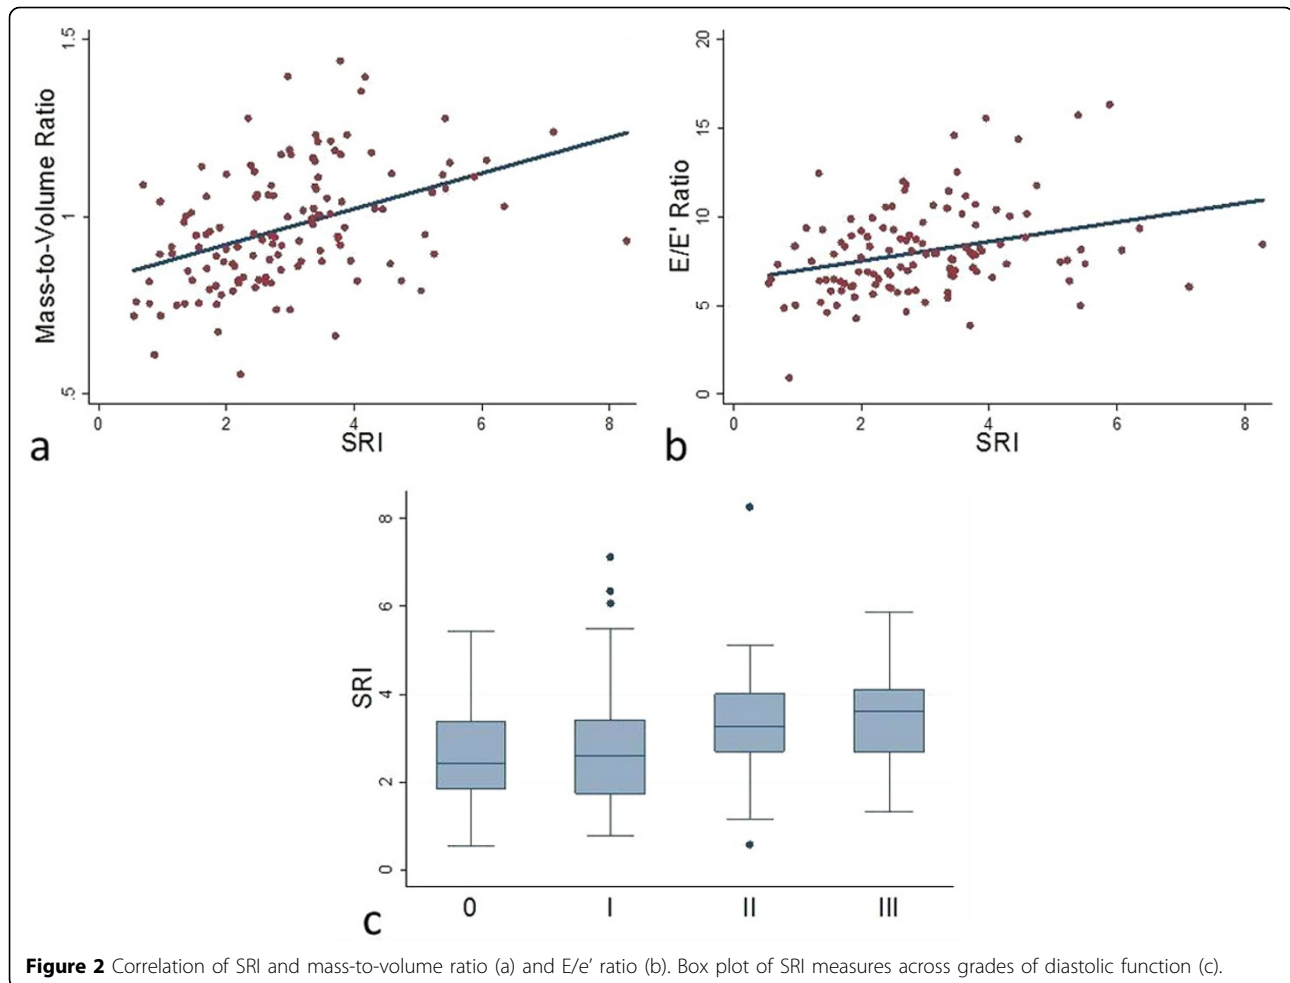 1.5
1
.5
Mass-to-Volume Ratio
0 2 4 6 8
SRI
a
20
15
10
5
0
E/E' Ratio
0 2 4 6 8
SRI
b
8
6
4
2
0
SRI
0 I II III
c
Figure 2 Correlation of SRI and mass-to-volume ratio (a) and E/e′ ratio (b). Box plot of SRI measures across grades of diastolic function (c).